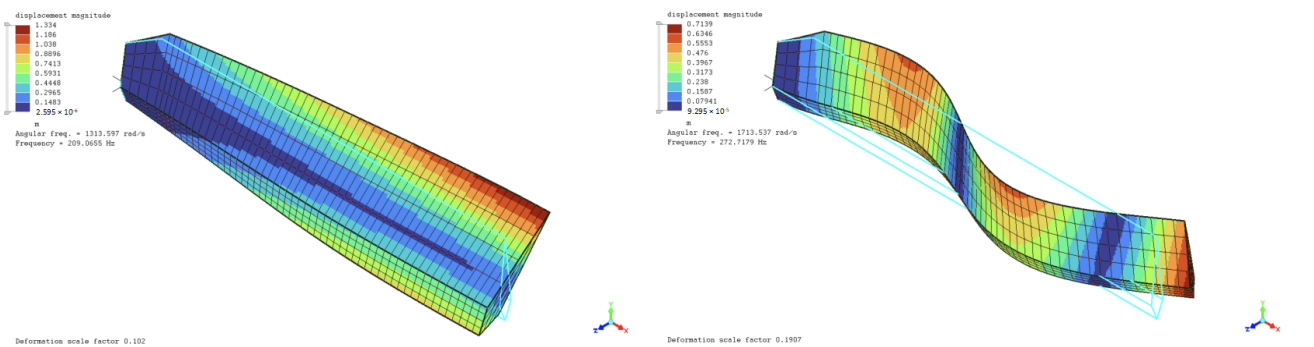 displacement magnitude
1.334
1.186
1.038
0.8896
0.7413
0.5931
0.4448
0.2965
0.1483
m
Angular freq. = 1313.597 rad/s
Frequency = 209.0655 Hz
Y
Z
X
Deformation scale factor 0.102
displacement magnitude
0.7139
0.6346
0.5553
0.476
0.3967
0.3173
0.238
0.1587
0.07941
9.295 × 10⁻⁵
m
Angular freq. = 1713.537 rad/s
Frequency = 272.7179 Hz
Y
Z
X
Deformation scale factor 0.1907